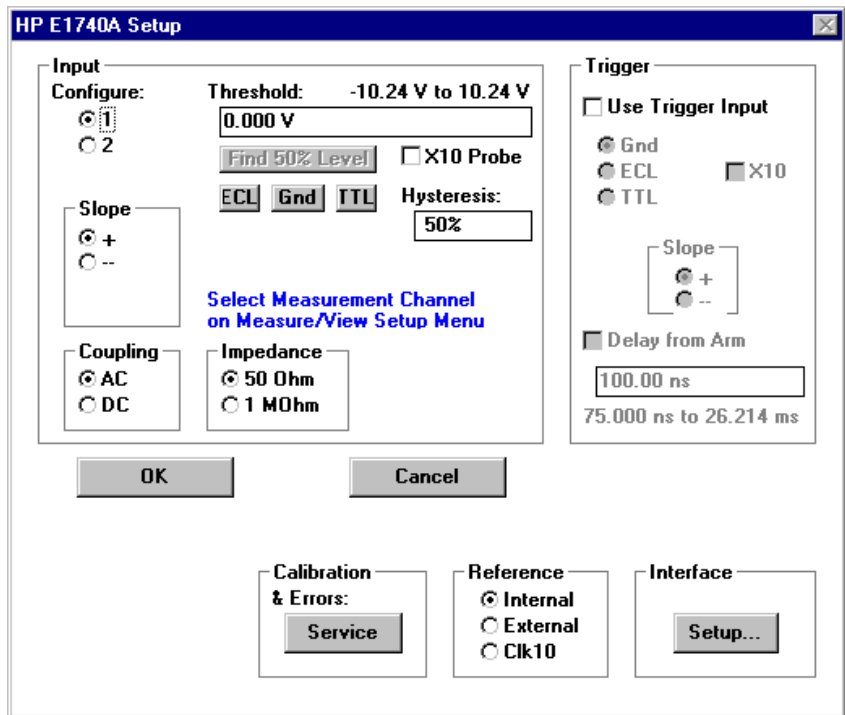 HP E1740A Setup
Input
Configure:
1
2
Threshold: -10.24 V to 10.24 V
0.000 V
Find 50% Level
X10 Probe
ECL
Gnd
TTL
Hysteresis:
50%
Slope
+
--
Select Measurement Channel
on Measure/View Setup Menu
Coupling
AC
DC
Impedance
50 Ohm
1 MOhm
Trigger
Use Trigger Input
Gnd
ECL
TTL
X10
Slope
+
--
Delay from Arm
100.00 ns
75.000 ns to 26.214 ms
OK
Cancel
Calibration
& Errors:
Service
Reference
Internal
External
Clk10
Interface
Setup...